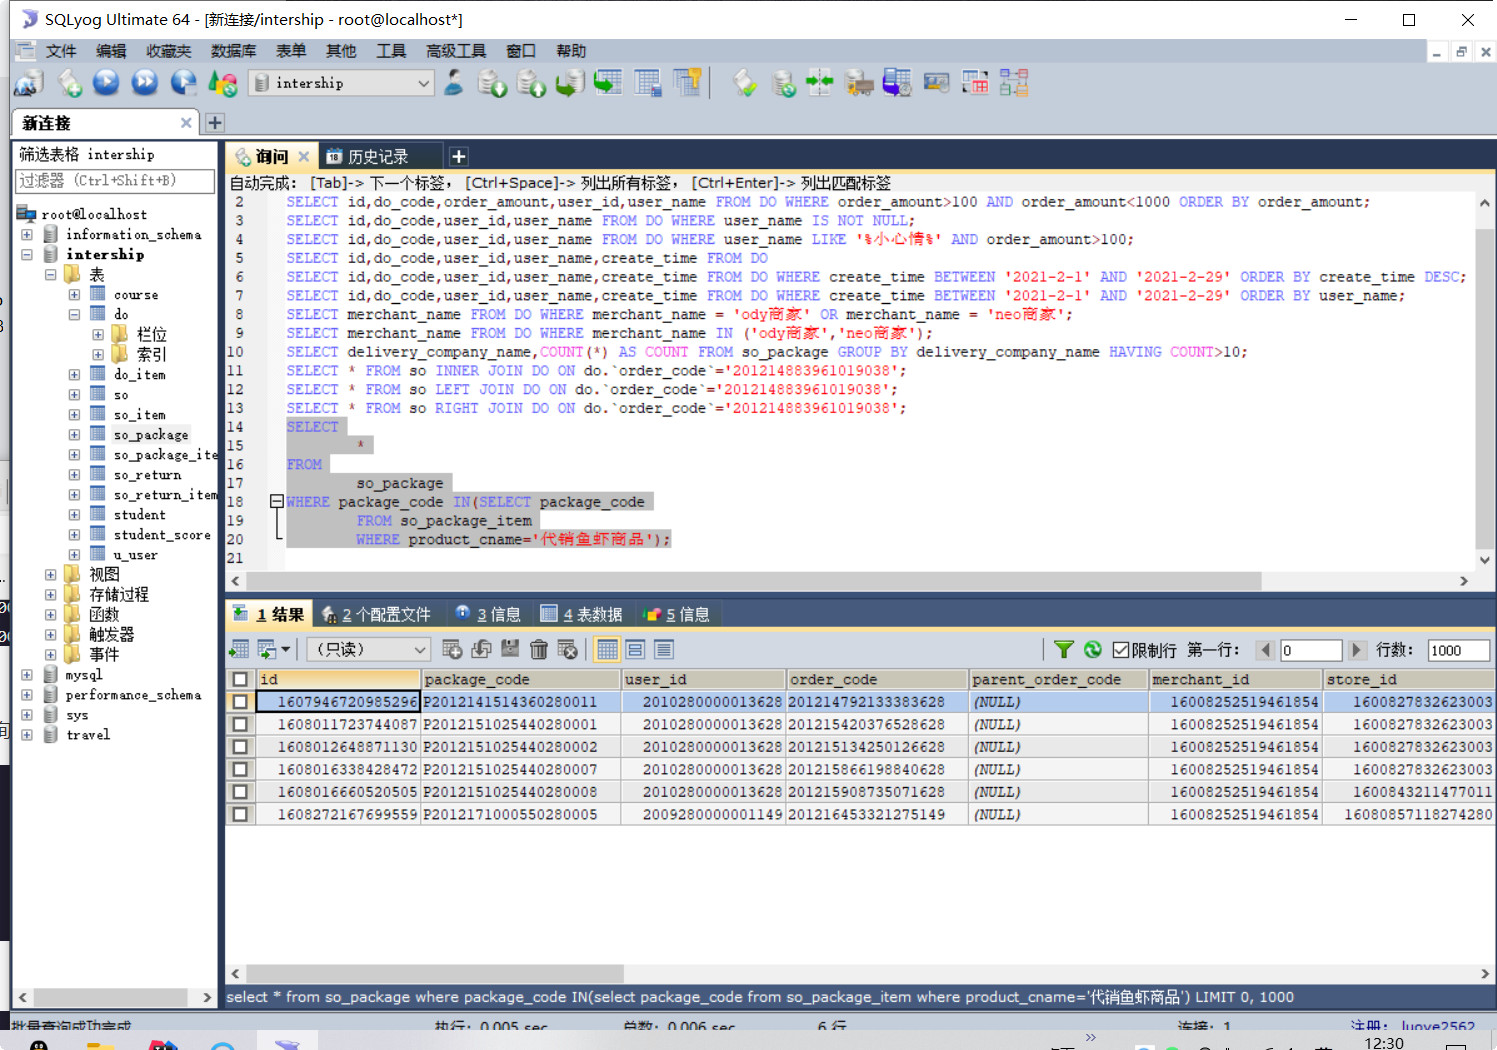 SQLyog Ultimate 64 - [新连接/intership - root@localhost*]
文件 编辑 收藏夹 数据库 表单 其他 工具 高级工具 窗口 帮助
intership
新连接
筛选表格 intership
过滤器 (Ctrl+Shift+B)
root@localhost
information_schema
intership
表
course
do
栏位
索引
do_item
so
so_item
so_package
so_package_ite
so_return
so_return_item
student
student_score
u_user
视图
存储过程
函数
触发器
事件
mysql
performance_schema
sys
travel
询问 历史记录
自动完成: [Tab]-> 下一个标签, [Ctrl+Space]-> 列出所有标签, [Ctrl+Enter]-> 列出匹配标签
2 SELECT id,do_code,order_amount,user_id,user_name FROM DO WHERE order_amount>100 AND order_amount<1000 ORDER BY order_amount;
3 SELECT id,do_code,user_id,user_name FROM DO WHERE user_name IS NOT NULL;
4 SELECT id,do_code,user_id,user_name FROM DO WHERE user_name LIKE '%小心情%' AND order_amount>100;
5 SELECT id,do_code,user_id,user_name,create_time FROM DO
6 SELECT id,do_code,user_id,user_name,create_time FROM DO WHERE create_time BETWEEN '2021-2-1' AND '2021-2-29' ORDER BY create_time DESC;
7 SELECT id,do_code,user_id,user_name,create_time FROM DO WHERE create_time BETWEEN '2021-2-1' AND '2021-2-29' ORDER BY user_name;
8 SELECT merchant_name FROM DO WHERE merchant_name = 'ody商家' OR merchant_name = 'neo商家';
9 SELECT merchant_name FROM DO WHERE merchant_name IN ('ody商家','neo商家');
10 SELECT delivery_company_name,COUNT(*) AS COUNT FROM so_package GROUP BY delivery_company_name HAVING COUNT>10;
11 SELECT * FROM so INNER JOIN DO ON do.`order_code`='201214883961019038';
12 SELECT * FROM so LEFT JOIN DO ON do.`order_code`='201214883961019038';
13 SELECT * FROM so RIGHT JOIN DO ON do.`order_code`='201214883961019038';
14 SELECT
15 *
16 FROM
17 so_package
18 WHERE package_code IN(SELECT package_code
19 FROM so_package_item
20 WHERE product_cname='代销鱼虾商品');
21
1 结果 2 个配置文件 3 信息 4 表数据 5 信息
(只读) 限制行 第一行: 0 行数: 1000
id package_code user_id order_code parent_order_code merchant_id store_id
1607946720985296 P2012141514360280011 2010280000013628 201214792133383628 (NULL) 16008252519461854 1600827832623003
1608011723744087 P2012151025440280001 2010280000013628 201215420376528628 (NULL) 16008252519461854 1600827832623003
1608012648871130 P2012151025440280002 2010280000013628 201215134250126628 (NULL) 16008252519461854 1600827832623003
1608016338428472 P2012151025440280007 2010280000013628 201215866198840628 (NULL) 16008252519461854 1600827832623003
1608016660520505 P2012151025440280008 2010280000013628 201215908735071628 (NULL) 16008252519461854 1600843211477011
1608272167699559 P2012171000550280005 2009280000001149 201216453321275149 (NULL) 16008252519461854 16080857118274280
select * from so_package where package_code IN(select package_code from so_package_item where product_cname='代销鱼虾商品') LIMIT 0, 1000
批量查询成功完成 执行: 0.005 sec 总数: 0.006 sec 6 行 连接: 1 注册: luoye2562
12:30